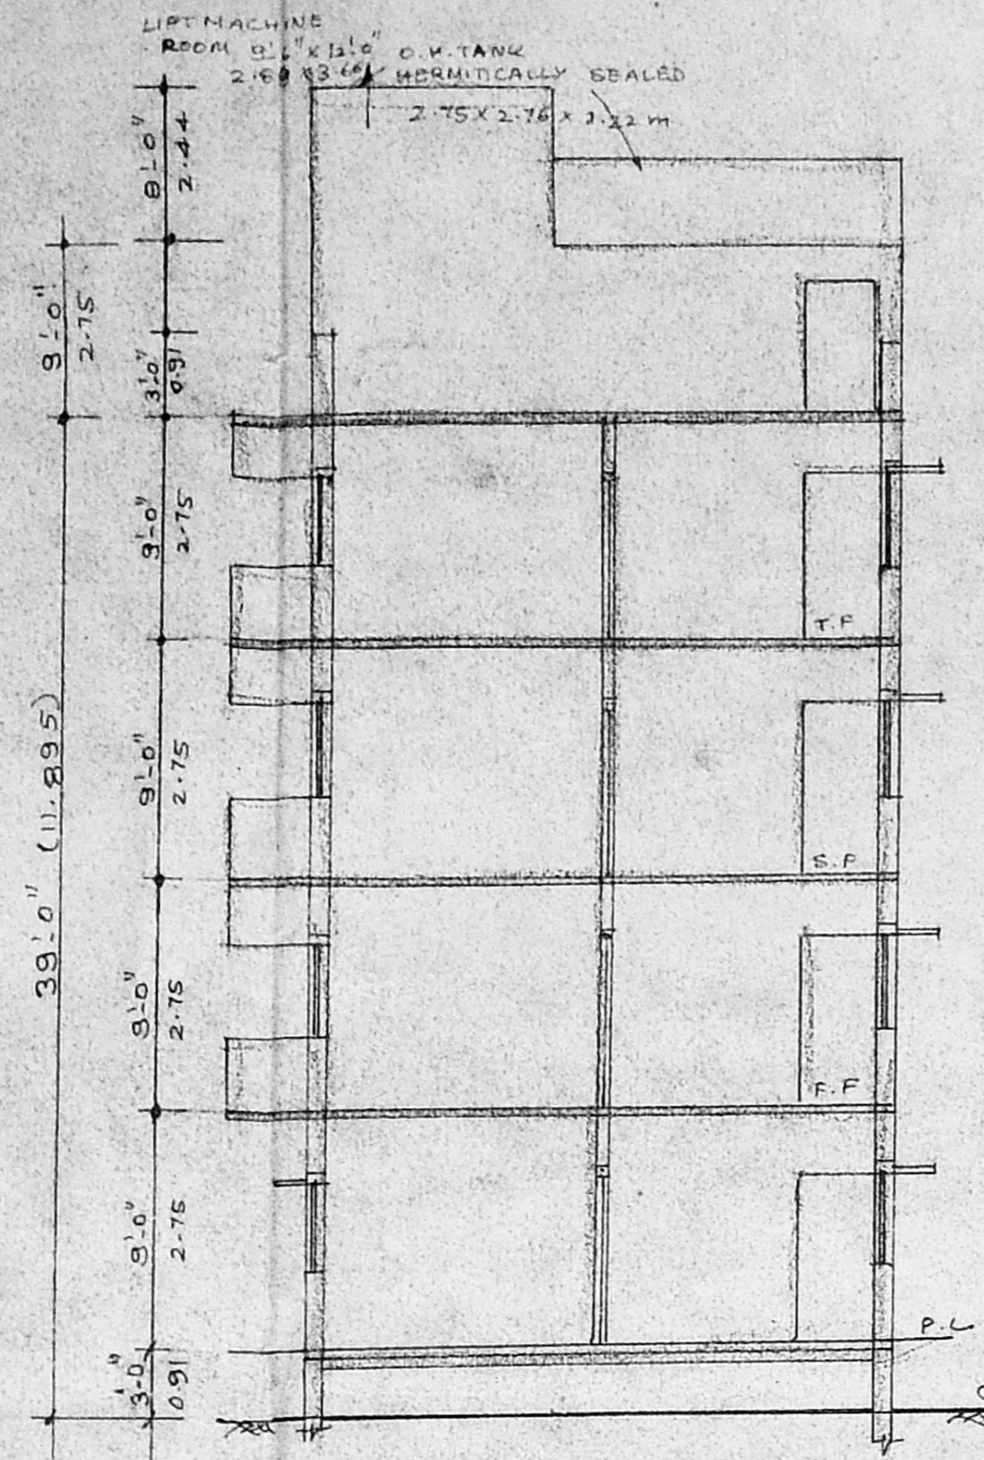 LIFT MACHINE
ROOM 9'-6" x 12'-0" O.H. TANK
HERMITICALLY SEALED
2.75 x 2.76 x 1.22 m
8'-0"
2.44
9'-0"
2.75
3'-0"
0.91
9'-0"
2.75
T.F
39'-0" (11.895)
9'-0"
2.75
S.F
9'-0"
2.75
F.F
9'-0"
2.75
P.L
3'-0"
0.91